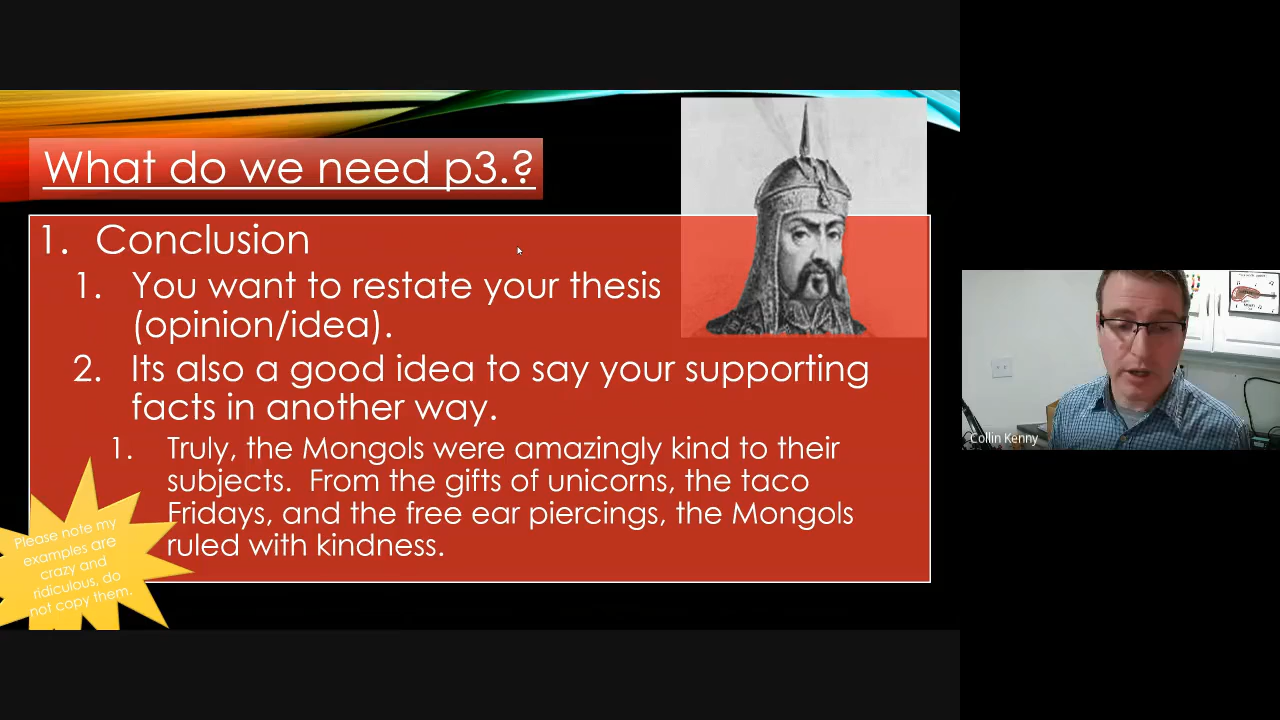 What do we need p3.?
1. Conclusion
1. You want to restate your thesis
(opinion/idea).
2. Its also a good idea to say your supporting
facts in another way.
1. Truly, the Mongols were amazingly kind to their
subjects. From the gifts of unicorns, the taco
Fridays, and the free ear piercings, the Mongols
ruled with kindness.
Please note my
examples are
crazy and
ridiculous, do
not copy them.
Collin Kenny